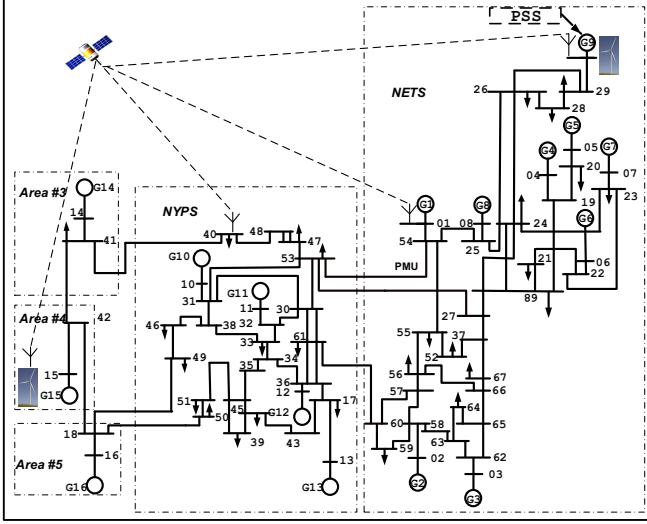 PSS
G9
NETS
26
29
28
G5
G4
05
G7
20
04
07
19
23
G6
Area #3
G14
14
41
NYPS
40
48
47
53
G1
G8
01
08
54
25
24
21
06
22
89
PMU
G10
10
31
G11
11
32
30
46
38
33
61
34
49
35
36
12
51
50
45
G12
17
39
43
13
G13
Area #4
42
15
G15
18
16
Area #5
G16
27
55
37
52
56
57
67
66
64
60
58
65
63
59
02
62
03
G2
G3